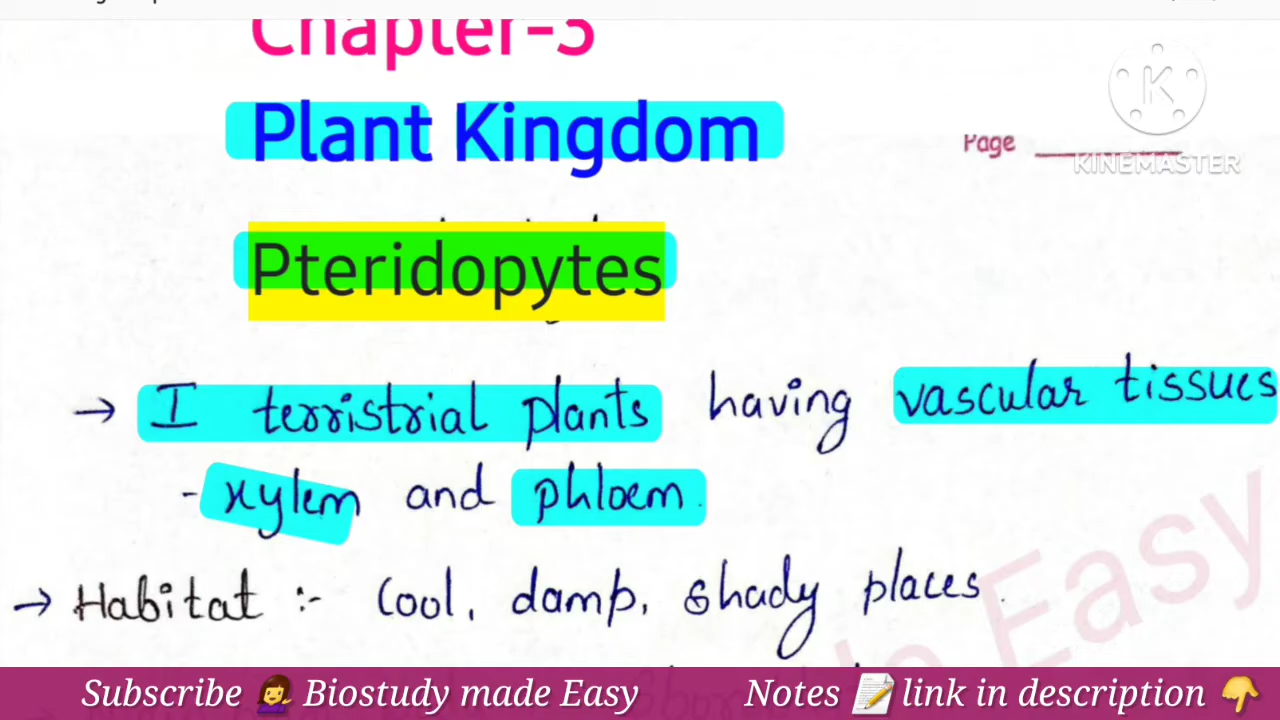 Chapter-3
Plant Kingdom
Page
KINEMASTER
Pteridopytes
→ I terristrial plants having vascular tissues
- xylem and phloem.
→ Habitat :- Cool, damp, shady places.
Easy
Subscribe 💁‍♀️ Biostudy made Easy Notes 📝 link in description 👇